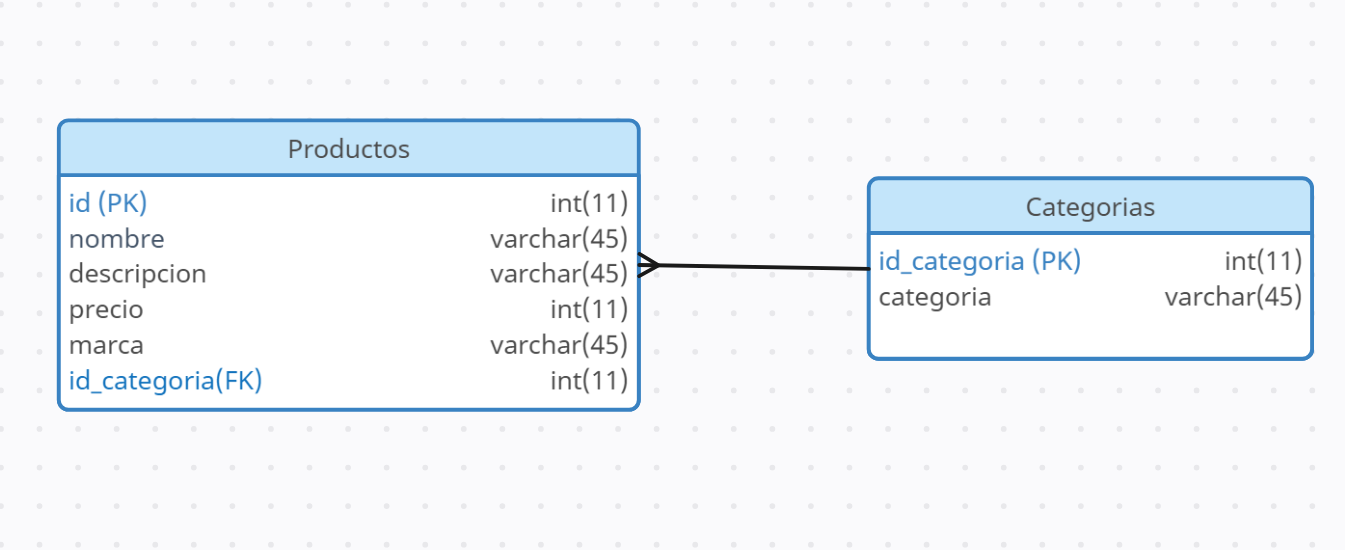 Productos
id (PK) int(11)
nombre varchar(45)
descripcion varchar(45)
precio int(11)
marca varchar(45)
id_categoria(FK) int(11)
Categorias
id_categoria (PK) int(11)
categoria varchar(45)